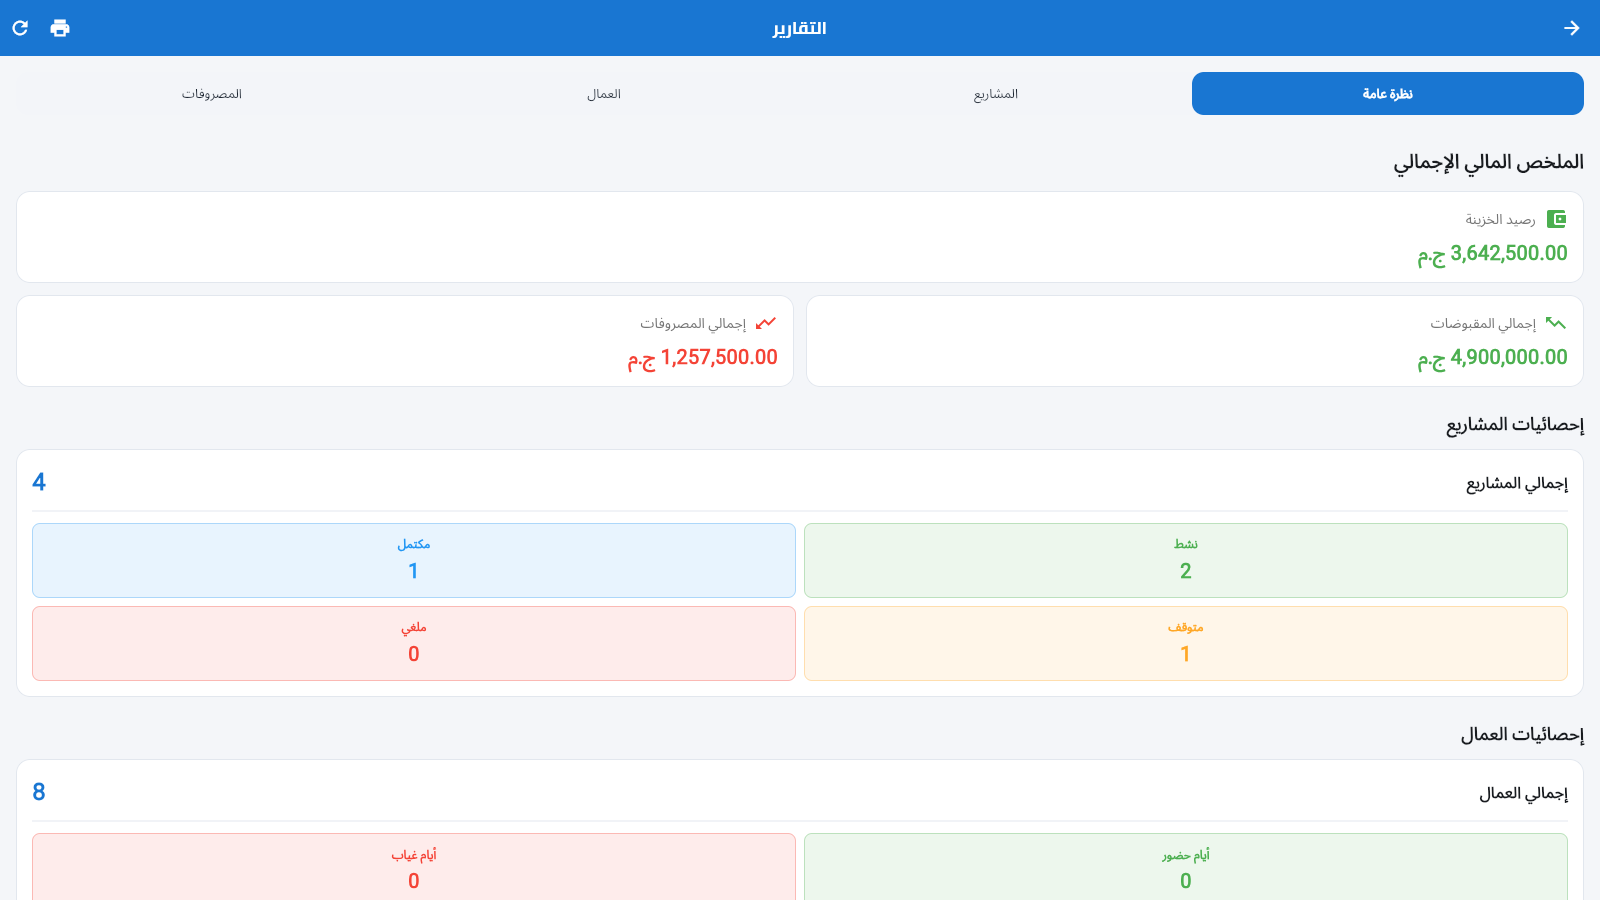 التقارير
نظرة عامة
المشاريع
العمال
المصروفات
الملخص المالي الإجمالي
رصيد الخزينة
3,642,500.00 ج.م
إجمالي المقبوضات
4,900,000.00 ج.م
إجمالي المصروفات
1,257,500.00 ج.م
إحصائيات المشاريع
إجمالي المشاريع
4
نشط
2
مكتمل
1
متوقف
1
ملغي
0
إحصائيات العمال
إجمالي العمال
8
أيام حضور
0
أيام غياب
0